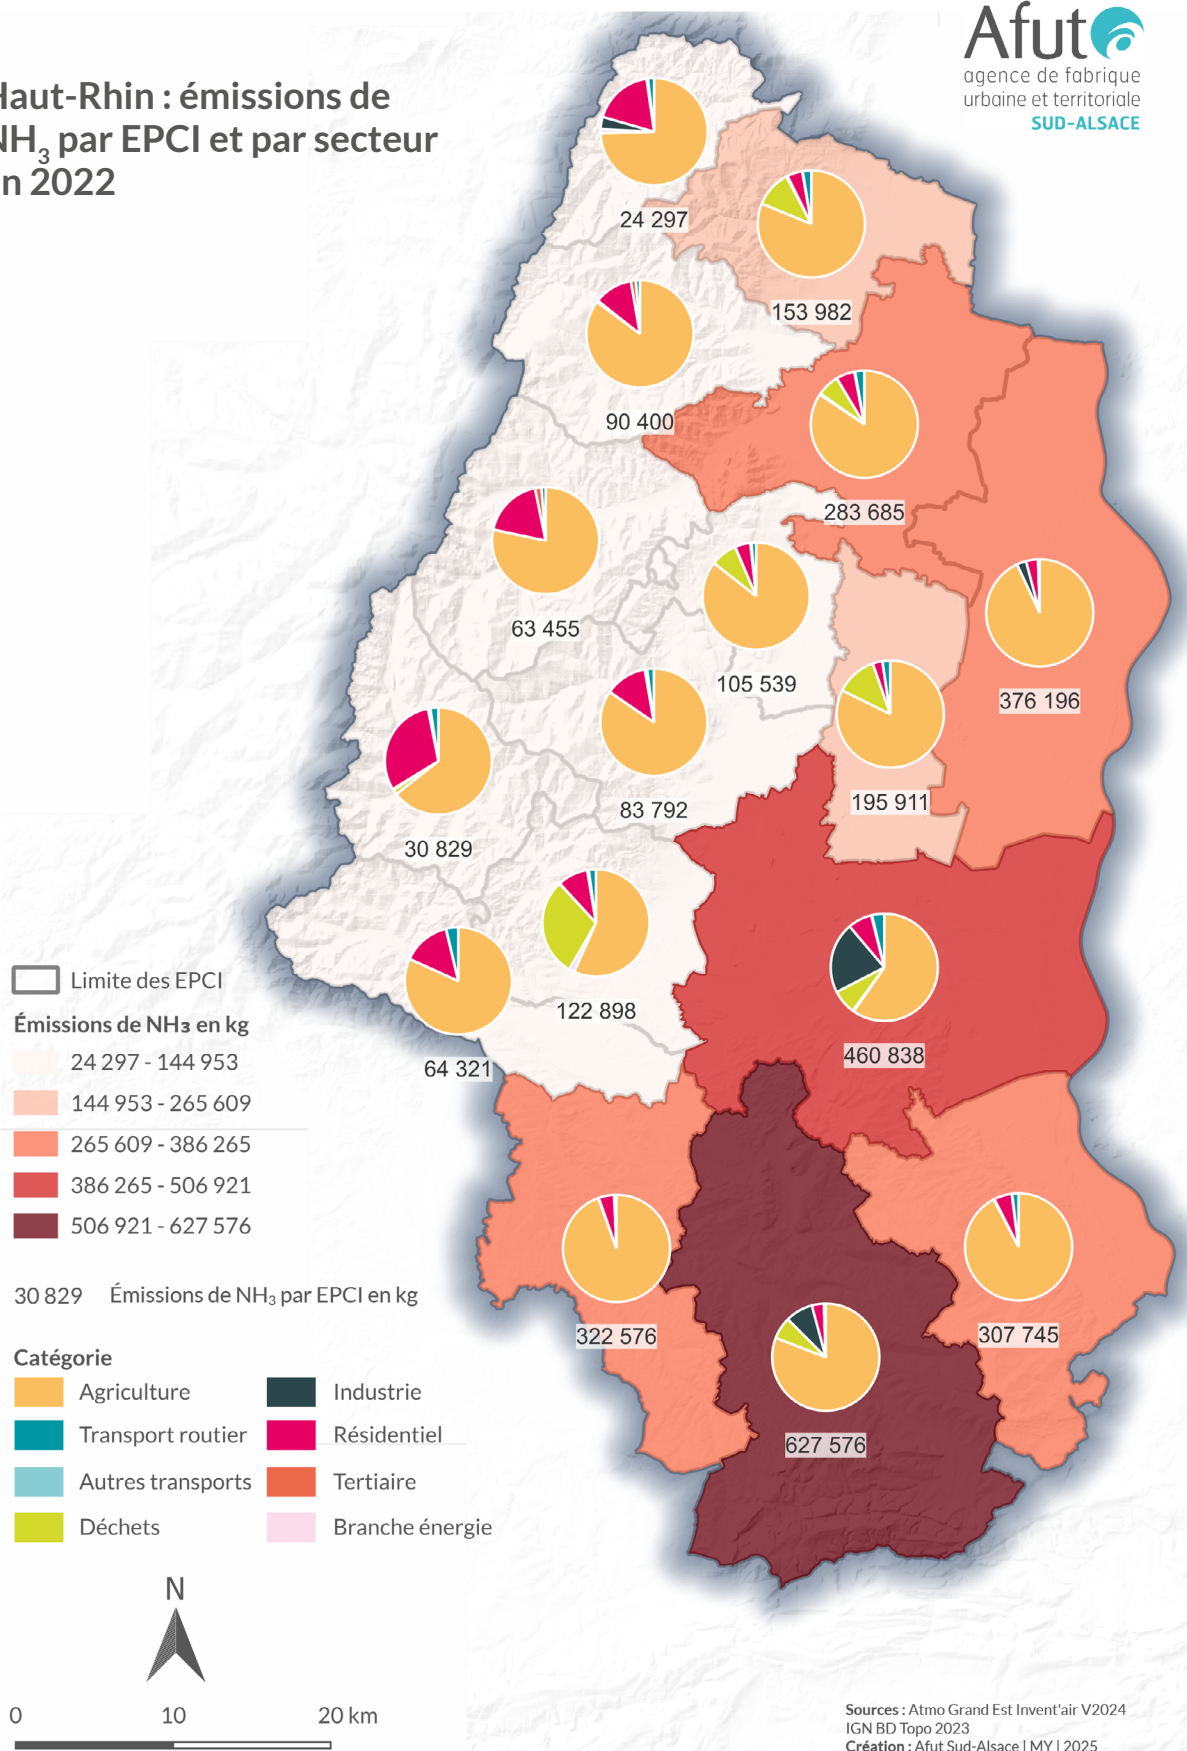 Afut
agence de fabrique
urbaine et territoriale
SUD-ALSACE
Haut-Rhin : émissions de
NH₃ par EPCI et par secteur
en 2022
24 297
153 982
90 400
283 685
63 455
105 539
376 196
83 792
195 911
30 829
122 898
460 838
64 321
322 576
307 745
627 576
Limite des EPCI
Émissions de NH₃ en kg
24 297 - 144 953
144 953 - 265 609
265 609 - 386 265
386 265 - 506 921
506 921 - 627 576
30 829 Émissions de NH₃ par EPCI en kg
Catégorie
Agriculture
Industrie
Transport routier
Résidentiel
Autres transports
Tertiaire
Déchets
Branche énergie
N
0 10 20 km
Sources : Atmo Grand Est Invent'air V2024
IGN BD Topo 2023
Création : Afut Sud-Alsace | MY | 2025